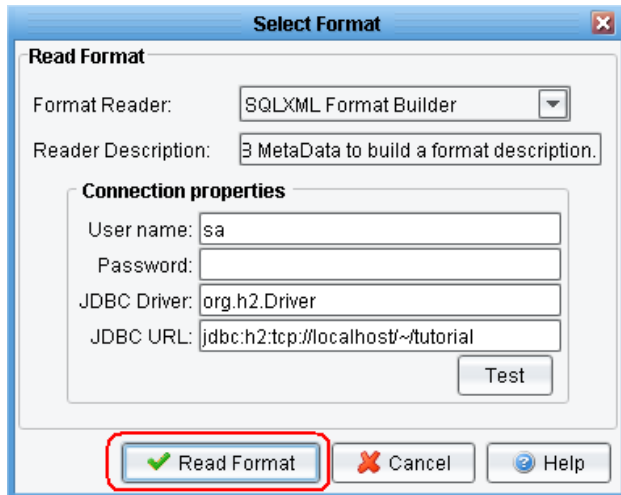 Select Format
Read Format
Format Reader: SQLXML Format Builder
Reader Description: B MetaData to build a format description.
Connection properties
User name: sa
Password:
JDBC Driver: org.h2.Driver
JDBC URL: jdbc:h2:tcp://localhost/~/tutorial
Test
Read Format Cancel Help